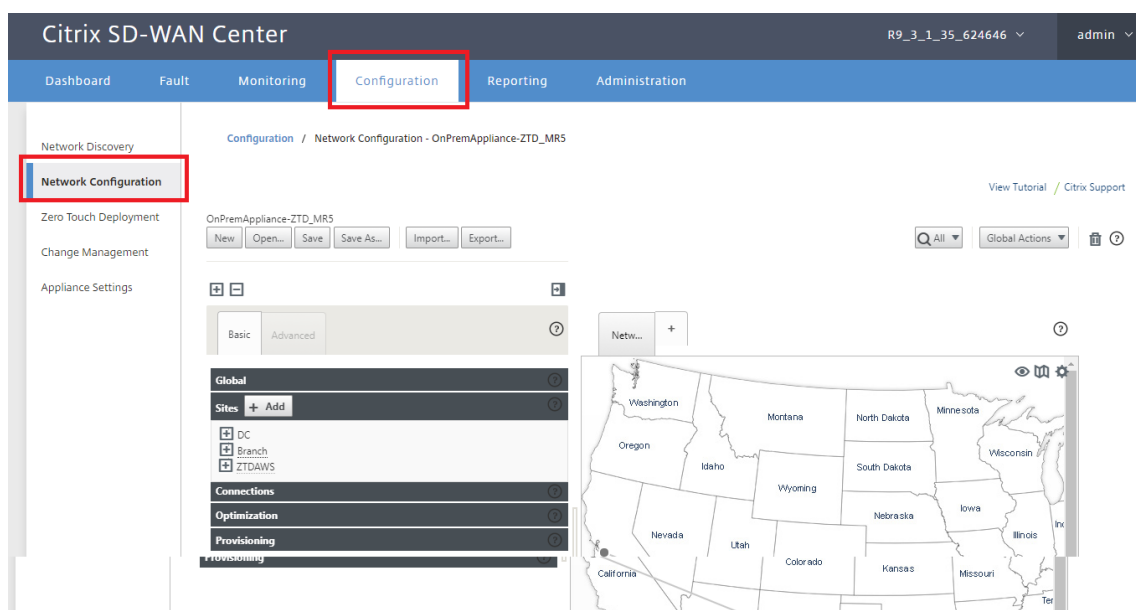 Citrix SD-WAN Center
R9_3_1_35_624646 admin
Dashboard Fault Monitoring Configuration Reporting Administration
Network Discovery
Network Configuration
Zero Touch Deployment
Change Management
Appliance Settings
Configuration / Network Configuration - OnPremAppliance-ZTD_MR5
View Tutorial / Citrix Support
OnPremAppliance-ZTD_MR5
New Open... Save Save As... Import... Export...
All Global Actions
Basic Advanced
Netw... +
Global
Sites + Add
DC
Branch
ZTDAWS
Connections
Optimization
Provisioning
Provisioning
Washington
Montana
North Dakota
Minnesota
Oregon
Idaho
South Dakota
Wisconsin
Wyoming
Nebraska
Iowa
Nevada
Utah
Illinois
Inc
Colorado
California
Kansas
Missouri
Ter